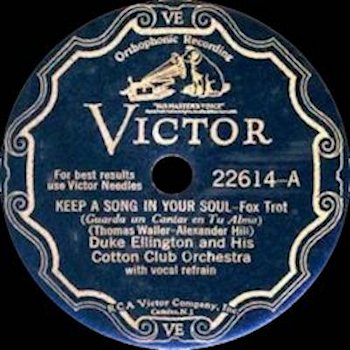 VE
Orthophonic Recording
"HIS MASTER'S VOICE"
VICTOR
For best results
use Victor Needles
22614-A
KEEP A SONG IN YOUR SOUL-Fox Trot
(Guarda un Cantar en Tu Alma)
(Thomas Waller-Alexander Hill)
Duke Ellington and His
Cotton Club Orchestra
with vocal refrain
R.C.A. Victor Company, Inc.
Camden, N.J.
VE